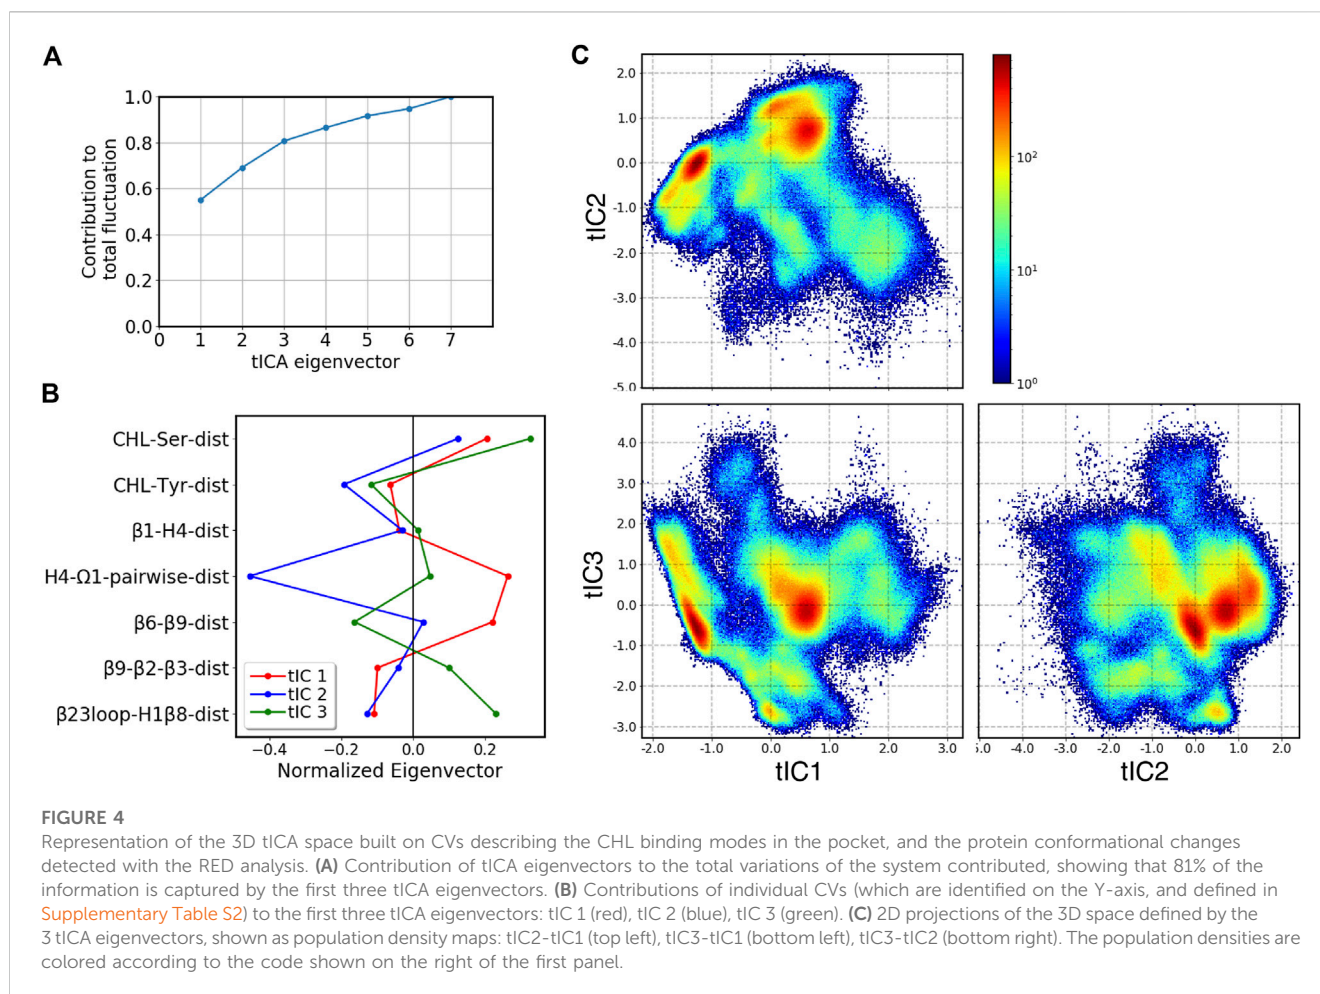 A
Contribution to
total fluctuation
1.0
0.8
0.6
0.4
0.2
0.0
0 1 2 3 4 5 6 7
tICA eigenvector
B
CHL-Ser-dist
CHL-Tyr-dist
β1-H4-dist
H4-Ω1-pairwise-dist
β6-β9-dist
β9-β2-β3-dist
β23loop-H1β8-dist
tIC 1
tIC 2
tIC 3
−0.4 −0.2 0.0 0.2
Normalized Eigenvector
C
tIC2
2.0
1.0
0.0
-1.0
-2.0
-3.0
-4.0
-5.0
10²
10¹
10⁰
tIC3
4.0
3.0
2.0
1.0
0.0
-1.0
-2.0
-3.0
-2.0 -1.0 0.0 1.0 2.0 3.0
tIC1
5.0 -4.0 -3.0 -2.0 -1.0 0.0 1.0 2.0
tIC2
FIGURE 4
Representation of the 3D tICA space built on CVs describing the CHL binding modes in the pocket, and the protein conformational changes
detected with the RED analysis. (A) Contribution of tICA eigenvectors to the total variations of the system contributed, showing that 81% of the
information is captured by the first three tICA eigenvectors. (B) Contributions of individual CVs (which are identified on the Y-axis, and defined in
Supplementary Table S2) to the first three tICA eigenvectors: tIC 1 (red), tIC 2 (blue), tIC 3 (green). (C) 2D projections of the 3D space defined by the
3 tICA eigenvectors, shown as population density maps: tIC2-tIC1 (top left), tIC3-tIC1 (bottom left), tIC3-tIC2 (bottom right). The population densities are
colored according to the code shown on the right of the first panel.